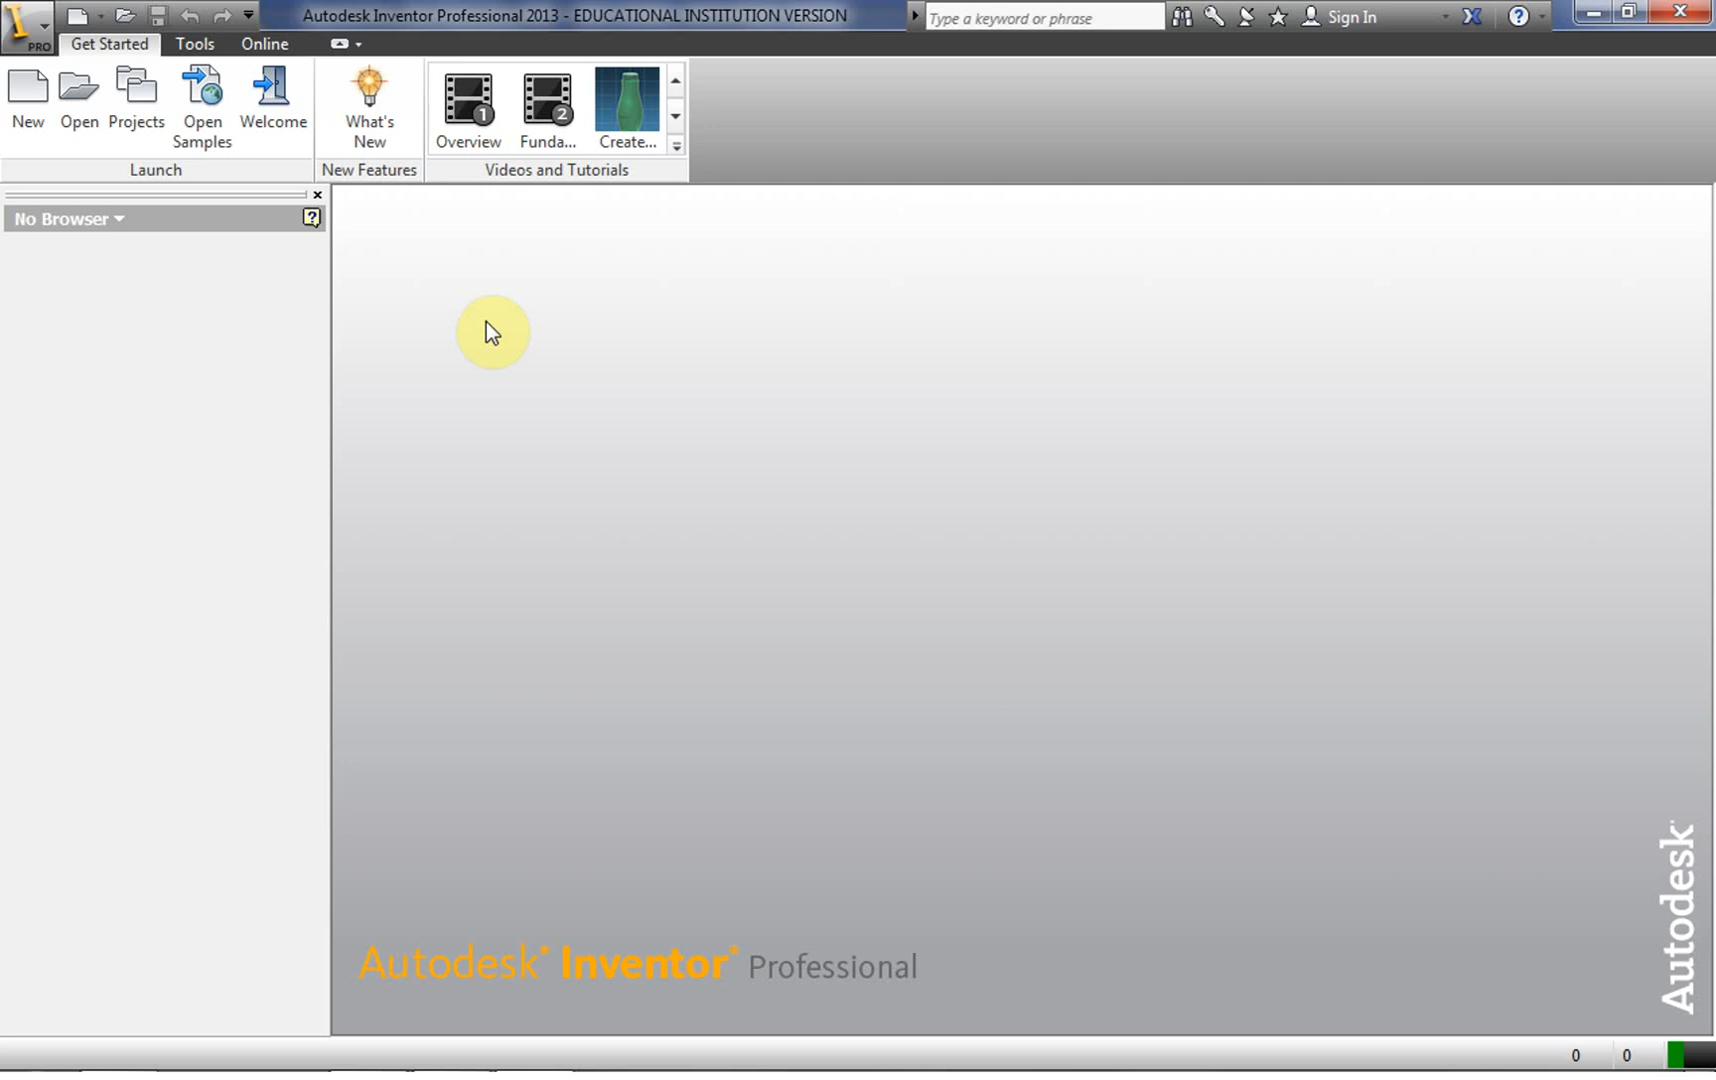 Autodesk Inventor Professional 2013 - EDUCATIONAL INSTITUTION VERSION
Type a keyword or phrase
Sign In
PRO
Get Started
Tools
Online
New
Open
Projects
Open
Samples
Welcome
What's
New
1
Overview
2
Funda...
Create...
Launch
New Features
Videos and Tutorials
No Browser
Autodesk® Inventor® Professional
Autodesk
0
0